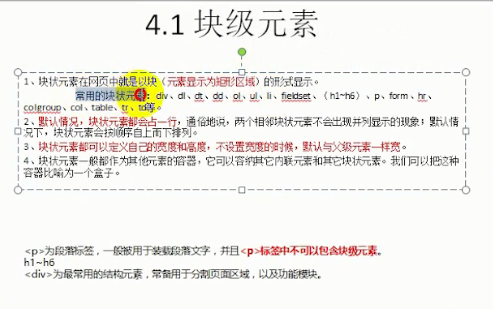 4.1 块级元素
1、块状元素在网页中就是以块（元素显示为矩形区域）的形式显示。
常用的块状元素：div、dl、dt、dd、ol、ul、li、fieldset、（h1~h6）、p、form、hr、
colgroup、col、table、tr、td等。
2、默认情况，块状元素都会占一行，通俗地说，两个相邻块状元素不会出现并列显示的现象；默认情
况下，块状元素会按顺序自上而下排列。
3、块状元素都可以定义自己的宽度和高度，不设置宽度的时候，默认与父级元素一样宽。
4、块状元素一般都作为其他元素的容器，它可以容纳其它内联元素和其它块状元素。我们可以把这种
容器比喻为一个盒子。
<p>为段落标签，一般被用于装载段落文字，并且<p>标签中不可以包含块级元素。
h1~h6
<div>为最常用的结构元素，常备用于分割页面区域，以及功能模块。